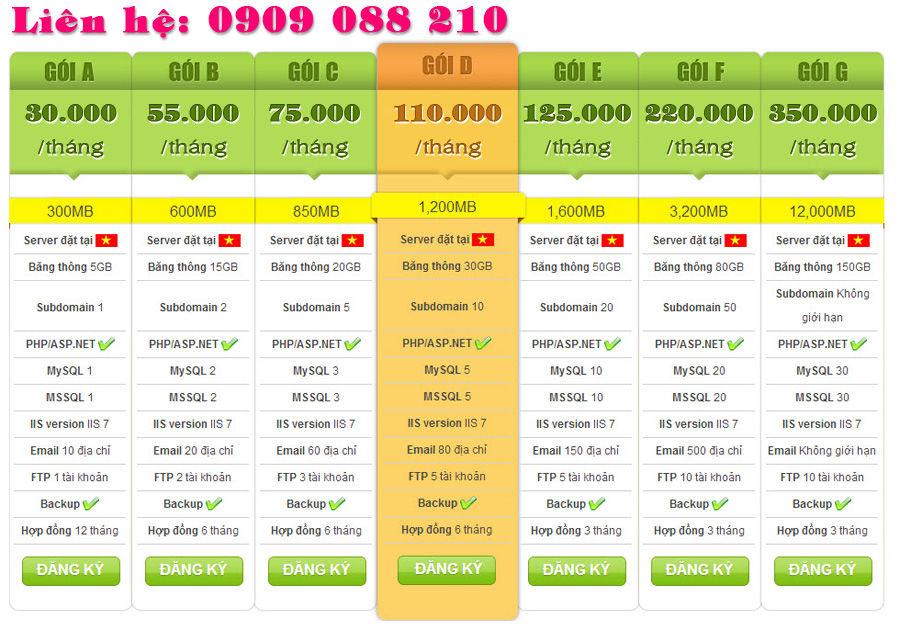 Liên hệ: 0909 088 210
GÓI A
30.000
/tháng
300MB
Server đặt tại
Băng thông 5GB
Subdomain 1
PHP/ASP.NET
MySQL 1
MSSQL 1
IIS version IIS 7
Email 10 địa chỉ
FTP 1 tài khoản
Backup
Hợp đồng 12 tháng
ĐĂNG KÝ
GÓI B
55.000
/tháng
600MB
Server đặt tại
Băng thông 15GB
Subdomain 2
PHP/ASP.NET
MySQL 2
MSSQL 2
IIS version IIS 7
Email 20 địa chỉ
FTP 2 tài khoản
Backup
Hợp đồng 6 tháng
ĐĂNG KÝ
GÓI C
75.000
/tháng
850MB
Server đặt tại
Băng thông 20GB
Subdomain 5
PHP/ASP.NET
MySQL 3
MSSQL 3
IIS version IIS 7
Email 60 địa chỉ
FTP 3 tài khoản
Backup
Hợp đồng 6 tháng
ĐĂNG KÝ
GÓI D
110.000
/tháng
1,200MB
Server đặt tại
Băng thông 30GB
Subdomain 10
PHP/ASP.NET
MySQL 5
MSSQL 5
IIS version IIS 7
Email 80 địa chỉ
FTP 5 tài khoản
Backup
Hợp đồng 6 tháng
ĐĂNG KÝ
GÓI E
125.000
/tháng
1,600MB
Server đặt tại
Băng thông 50GB
Subdomain 20
PHP/ASP.NET
MySQL 10
MSSQL 10
IIS version IIS 7
Email 150 địa chỉ
FTP 5 tài khoản
Backup
Hợp đồng 3 tháng
ĐĂNG KÝ
GÓI F
220.000
/tháng
3,200MB
Server đặt tại
Băng thông 80GB
Subdomain 50
PHP/ASP.NET
MySQL 20
MSSQL 20
IIS version IIS 7
Email 500 địa chỉ
FTP 10 tài khoản
Backup
Hợp đồng 3 tháng
ĐĂNG KÝ
GÓI G
350.000
/tháng
12,000MB
Server đặt tại
Băng thông 150GB
Subdomain Không
giới hạn
PHP/ASP.NET
MySQL 30
MSSQL 30
IIS version IIS 7
Email Không giới hạn
FTP 10 tài khoản
Backup
Hợp đồng 3 tháng
ĐĂNG KÝ